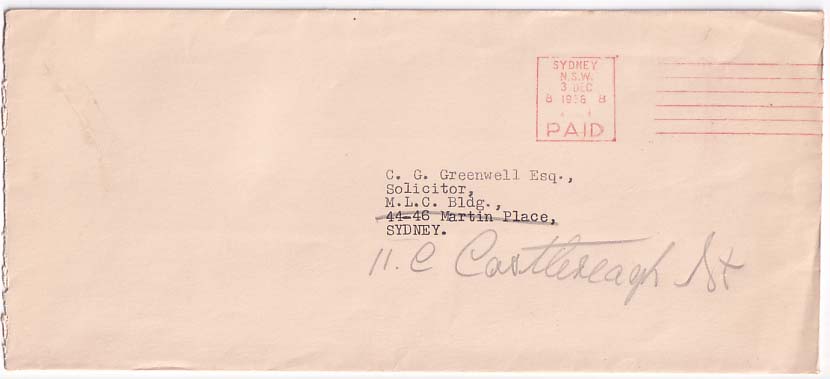 SYDNEY
N.S.W.
3 DEC
8 1936 8
PAID
C. G. Greenwell Esq.,
Solicitor,
M.L.C. Bldg.,
44-46 Martin Place,
SYDNEY.
11. C Castlereagh St